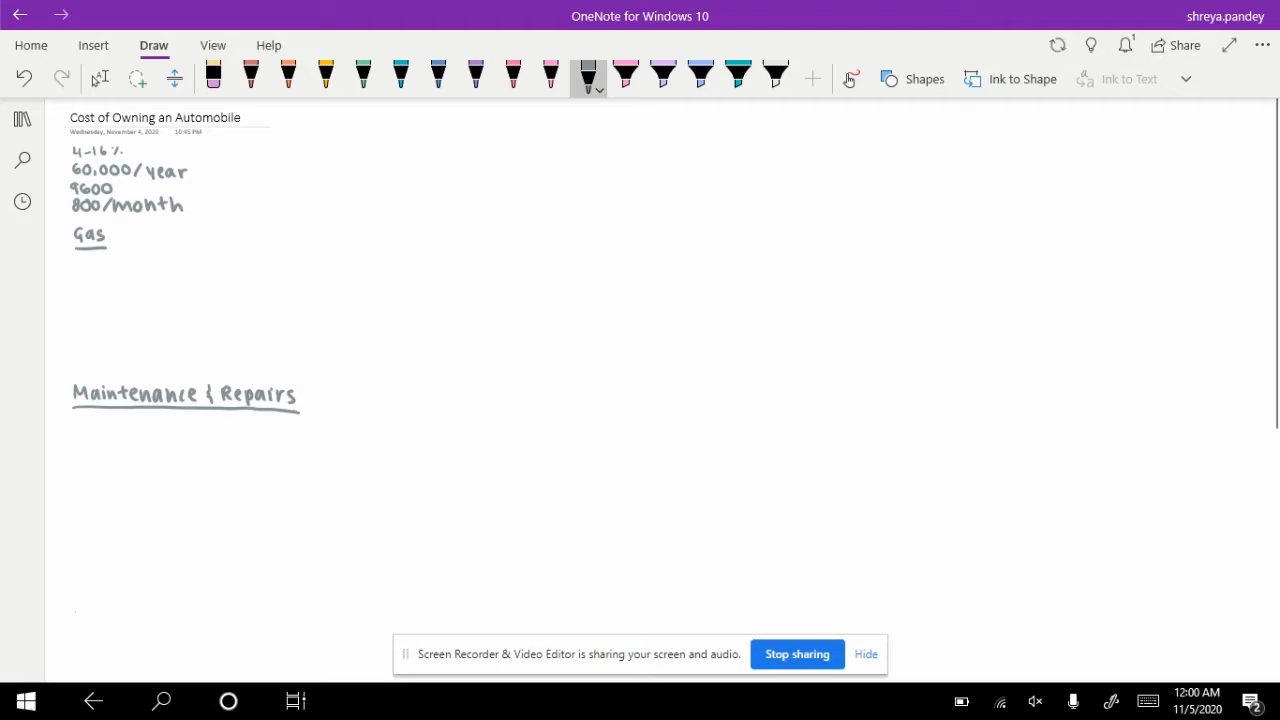 OneNote for Windows 10
shreya.pandey
Home Insert Draw View Help
1 Share
Shapes Ink to Shape Ink to Text
Cost of Owning an Automobile
Wednesday, November 4, 2020 10:45 PM
4-16%
60,000/year
9600
800/month
Gas
Maintenance & Repairs
Screen Recorder & Video Editor is sharing your screen and audio. Stop sharing Hide
12:00 AM
11/5/2020
2